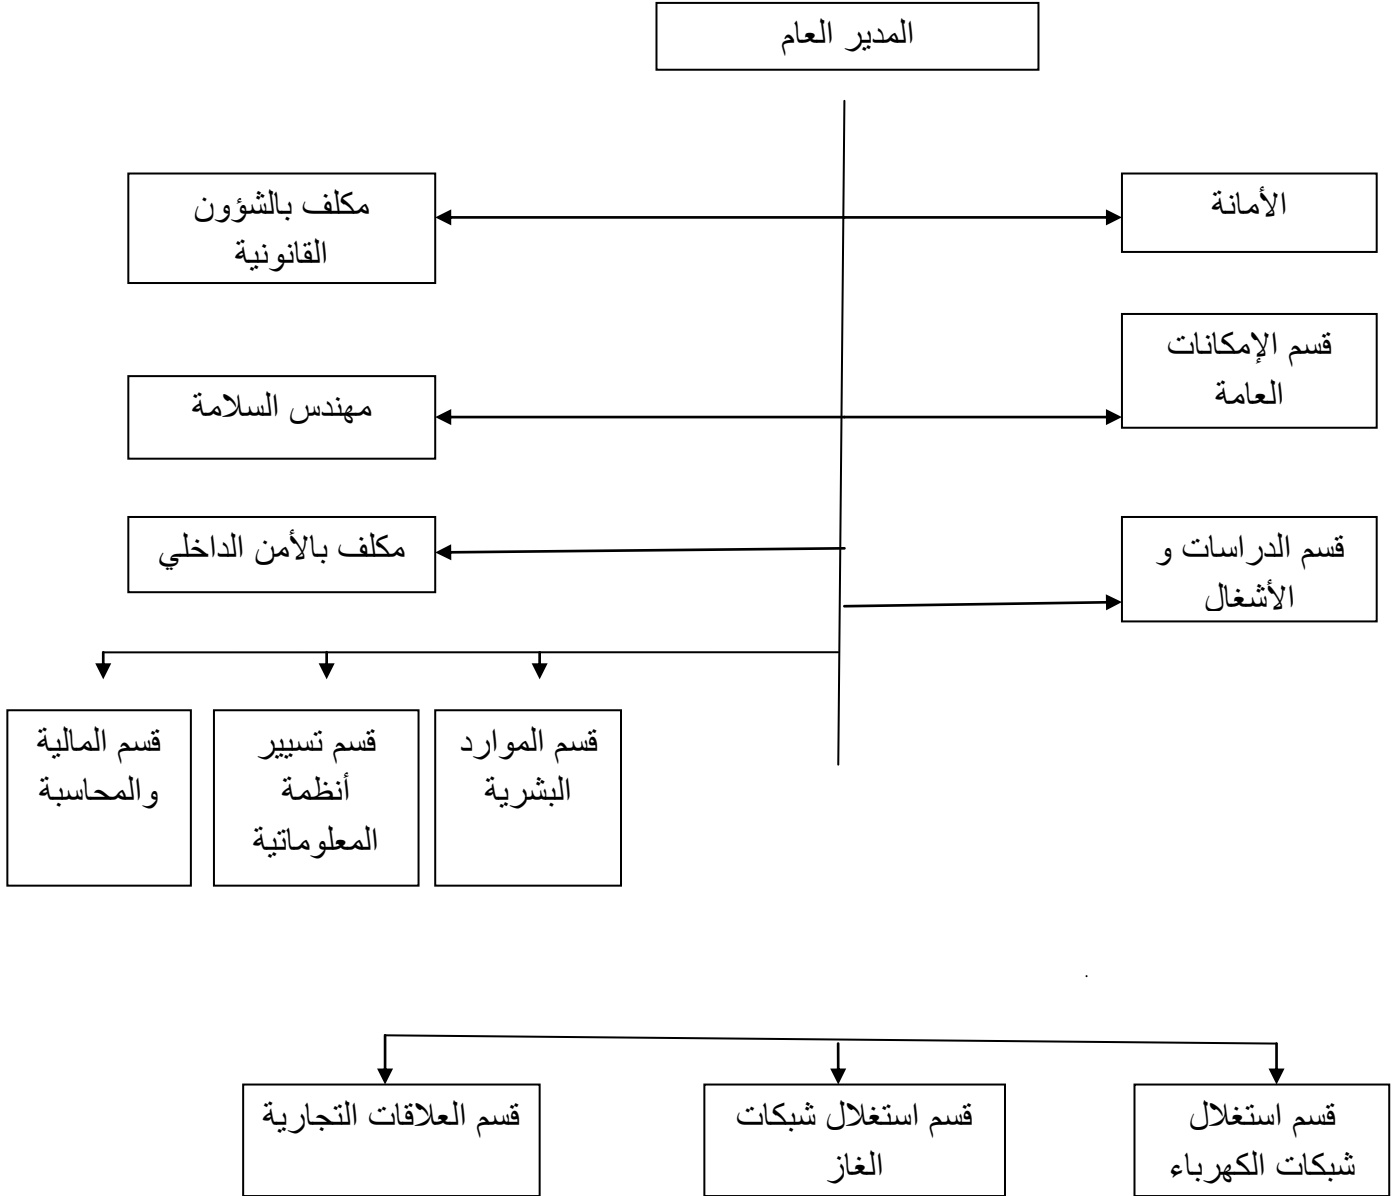 المدير العام
الأمانة
مكلف بالشؤون
القانونية
قسم الإمكانات
العامة
مهندس السلامة
قسم الدراسات و
الأشغال
مكلف بالأمن الداخلي
قسم الموارد
البشرية
قسم تسيير
أنظمة
المعلوماتية
قسم المالية
والمحاسبة
قسم استغلال
شبكات الكهرباء
قسم استغلال شبكات
الغاز
قسم العلاقات التجارية